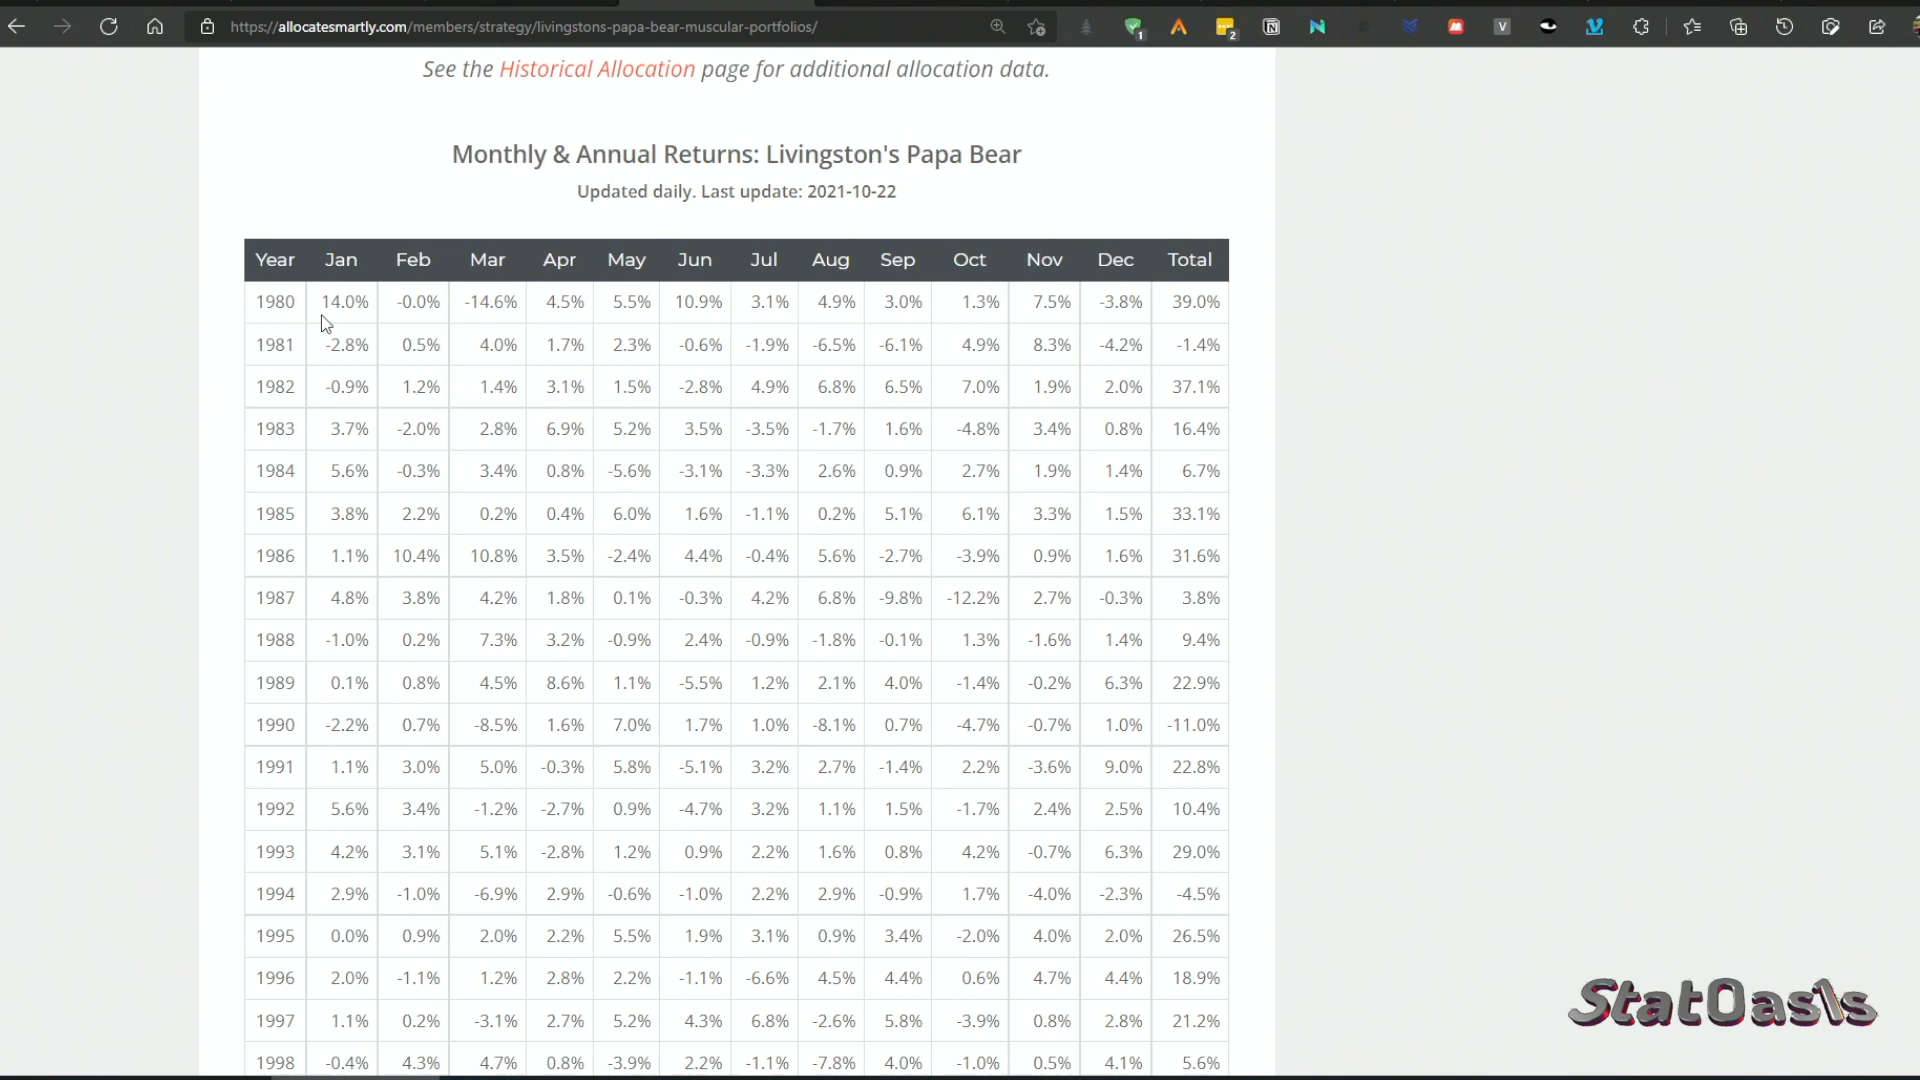 https://allocatesmartly.com/members/strategy/livingstons-papa-bear-muscular-portfolios/
1
2
V
See the Historical Allocation page for additional allocation data.
Monthly & Annual Returns: Livingston's Papa Bear
Updated daily. Last update: 2021-10-22
Year Jan Feb Mar Apr May Jun Jul Aug Sep Oct Nov Dec Total
1980 14.0% -0.0% -14.6% 4.5% 5.5% 10.9% 3.1% 4.9% 3.0% 1.3% 7.5% -3.8% 39.0%
1981 -2.8% 0.5% 4.0% 1.7% 2.3% -0.6% -1.9% -6.5% -6.1% 4.9% 8.3% -4.2% -1.4%
1982 -0.9% 1.2% 1.4% 3.1% 1.5% -2.8% 4.9% 6.8% 6.5% 7.0% 1.9% 2.0% 37.1%
1983 3.7% -2.0% 2.8% 6.9% 5.2% 3.5% -3.5% -1.7% 1.6% -4.8% 3.4% 0.8% 16.4%
1984 5.6% -0.3% 3.4% 0.8% -5.6% -3.1% -3.3% 2.6% 0.9% 2.7% 1.9% 1.4% 6.7%
1985 3.8% 2.2% 0.2% 0.4% 6.0% 1.6% -1.1% 0.2% 5.1% 6.1% 3.3% 1.5% 33.1%
1986 1.1% 10.4% 10.8% 3.5% -2.4% 4.4% -0.4% 5.6% -2.7% -3.9% 0.9% 1.6% 31.6%
1987 4.8% 3.8% 4.2% 1.8% 0.1% -0.3% 4.2% 6.8% -9.8% -12.2% 2.7% -0.3% 3.8%
1988 -1.0% 0.2% 7.3% 3.2% -0.9% 2.4% -0.9% -1.8% -0.1% 1.3% -1.6% 1.4% 9.4%
1989 0.1% 0.8% 4.5% 8.6% 1.1% -5.5% 1.2% 2.1% 4.0% -1.4% -0.2% 6.3% 22.9%
1990 -2.2% 0.7% -8.5% 1.6% 7.0% 1.7% 1.0% -8.1% 0.7% -4.7% -0.7% 1.0% -11.0%
1991 1.1% 3.0% 5.0% -0.3% 5.8% -5.1% 3.2% 2.7% -1.4% 2.2% -3.6% 9.0% 22.8%
1992 5.6% 3.4% -1.2% -2.7% 0.9% -4.7% 3.2% 1.1% 1.5% -1.7% 2.4% 2.5% 10.4%
1993 4.2% 3.1% 5.1% -2.8% 1.2% 0.9% 2.2% 1.6% 0.8% 4.2% -0.7% 6.3% 29.0%
1994 2.9% -1.0% -6.9% 2.9% -0.6% -1.0% 2.2% 2.9% -0.9% 1.7% -4.0% -2.3% -4.5%
1995 0.0% 0.9% 2.0% 2.2% 5.5% 1.9% 3.1% 0.9% 3.4% -2.0% 4.0% 2.0% 26.5%
1996 2.0% -1.1% 1.2% 2.8% 2.2% -1.1% -6.6% 4.5% 4.4% 0.6% 4.7% 4.4% 18.9%
1997 1.1% 0.2% -3.1% 2.7% 5.2% 4.3% 6.8% -2.6% 5.8% -3.9% 0.8% 2.8% 21.2%
1998 -0.4% 4.3% 4.7% 0.8% -3.9% 2.2% -1.1% -7.8% 4.0% -1.0% 0.5% 4.1% 5.6%
StatOas1s